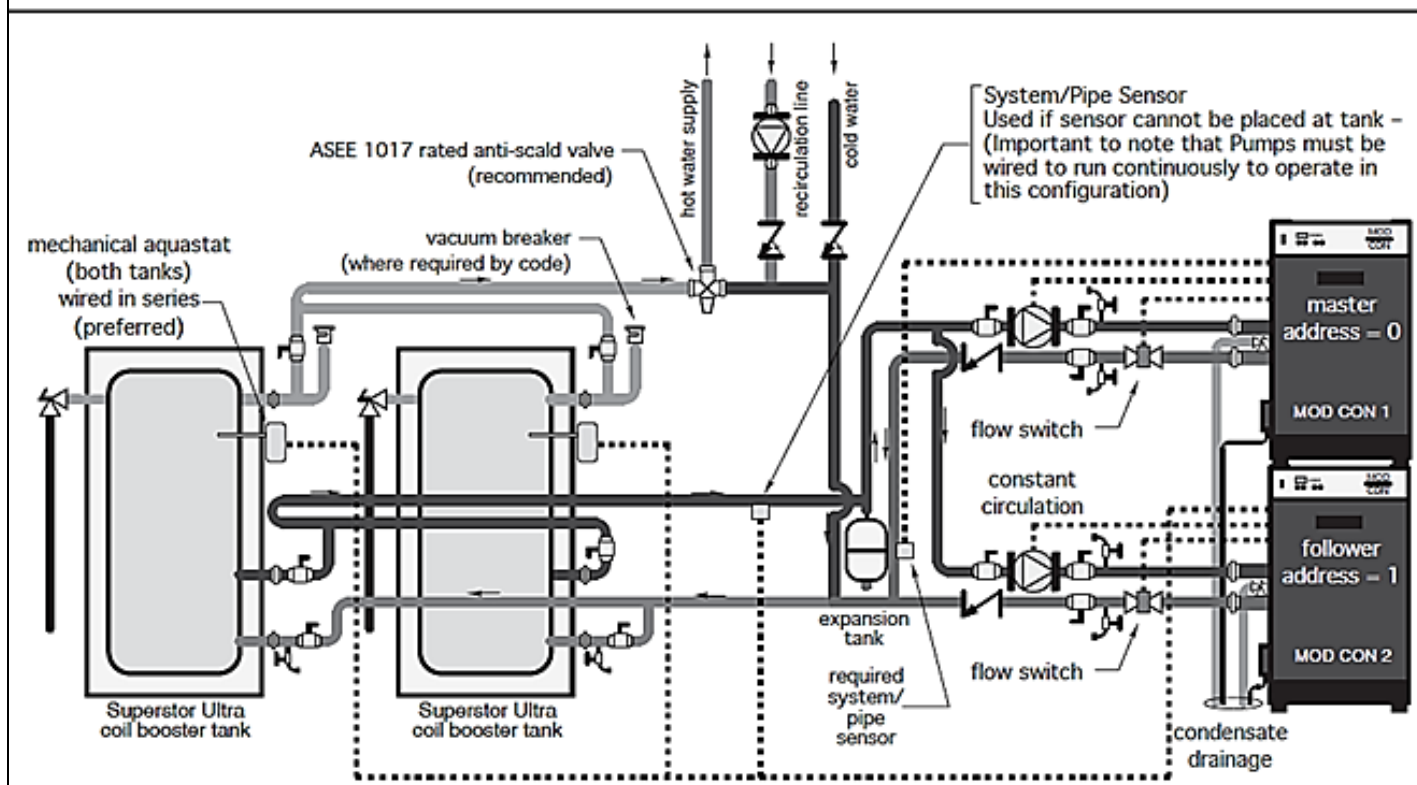 hot water supply
recirculation line
cold water
System/Pipe Sensor
Used if sensor cannot be placed at tank –
(Important to note that Pumps must be
wired to run continuously to operate in
this configuration)
ASEE 1017 rated anti-scald valve
(recommended)
mechanical aquastat
(both tanks)
wired in series
(preferred)
vacuum breaker
(where required by code)
MOD
CON
master
address = 0
MOD CON 1
flow switch
constant
circulation
MOD
CON
follower
address = 1
MOD CON 2
expansion
tank
flow switch
required
system/
pipe
sensor
Superstor Ultra
coil booster tank
Superstor Ultra
coil booster tank
condensate
drainage